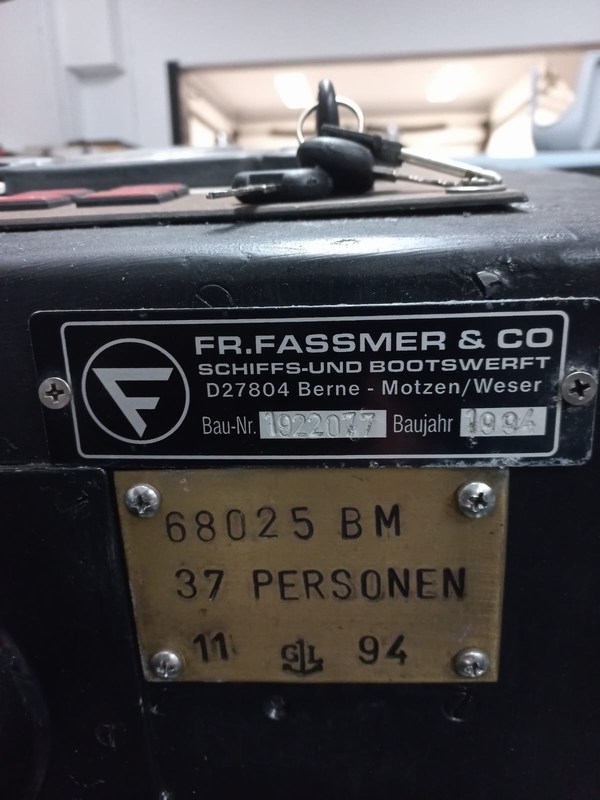 FR.FASSMER & CO
SCHIFFS-UND BOOTSWERFT
D27804 Berne - Motzen/Weser
Bau-Nr. 1922077 Baujahr 1994
68025 BM
37 PERSONEN
11 GL 94